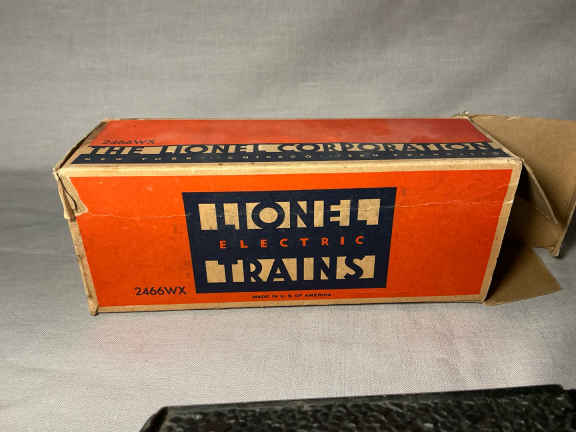 2466WX
THE LIONEL CORPORATION
NEW YORK CHICAGO SAN FRANCISCO
LIONEL
ELECTRIC
TRAINS
2466WX
MADE IN U.S. OF AMERICA